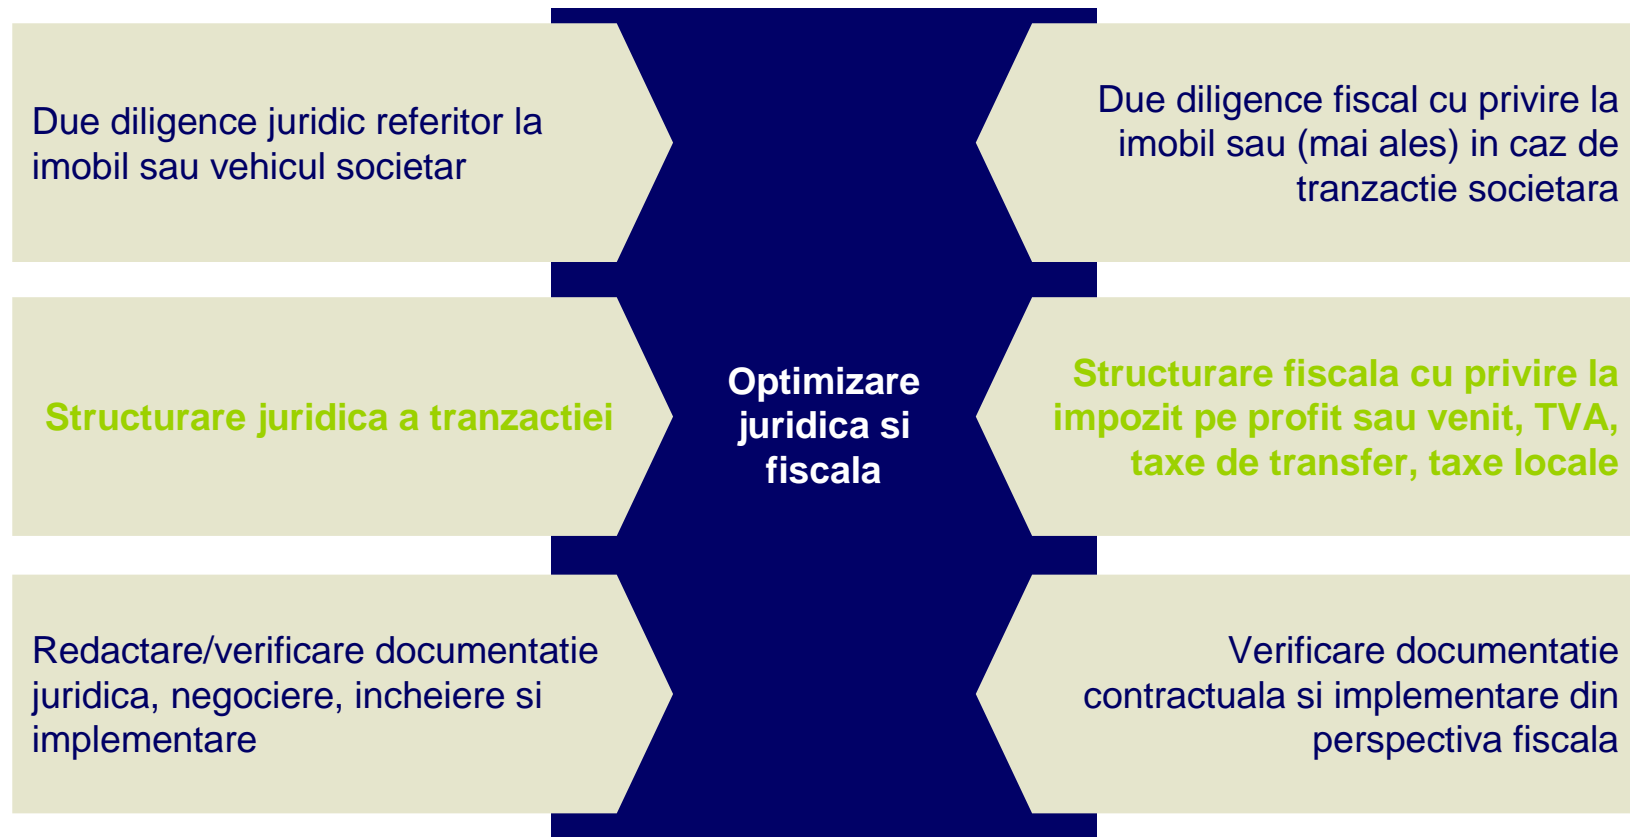 Due diligence juridic referitor la
imobil sau vehicul societar
Due diligence fiscal cu privire la
imobil sau (mai ales) in caz de
tranzactie societara
Structurare juridica a tranzactiei
Optimizare
juridica si
fiscala
Structurare fiscala cu privire la
impozit pe profit sau venit, TVA,
taxe de transfer, taxe locale
Redactare/verificare documentatie
juridica, negociere, incheiere si
implementare
Verificare documentatie
contractuala si implementare din
perspectiva fiscala